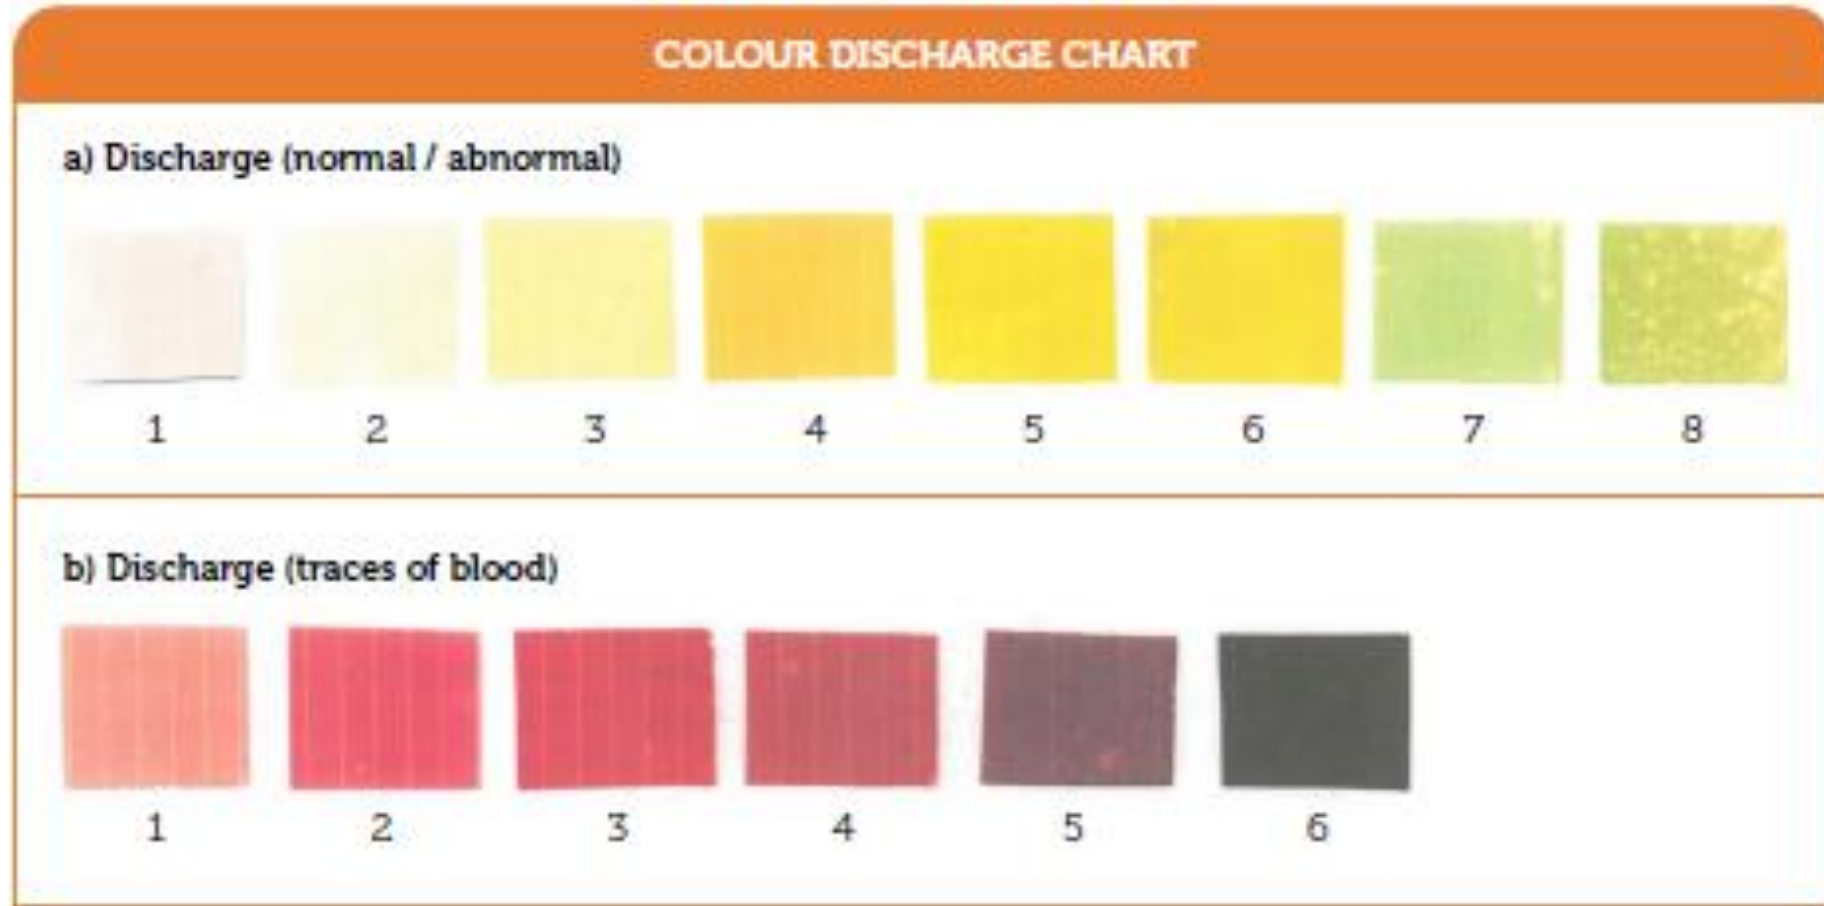 COLOUR DISCHARGE CHART
a) Discharge (normal / abnormal)
1 2 3 4 5 6 7 8
b) Discharge (traces of blood)
1 2 3 4 5 6